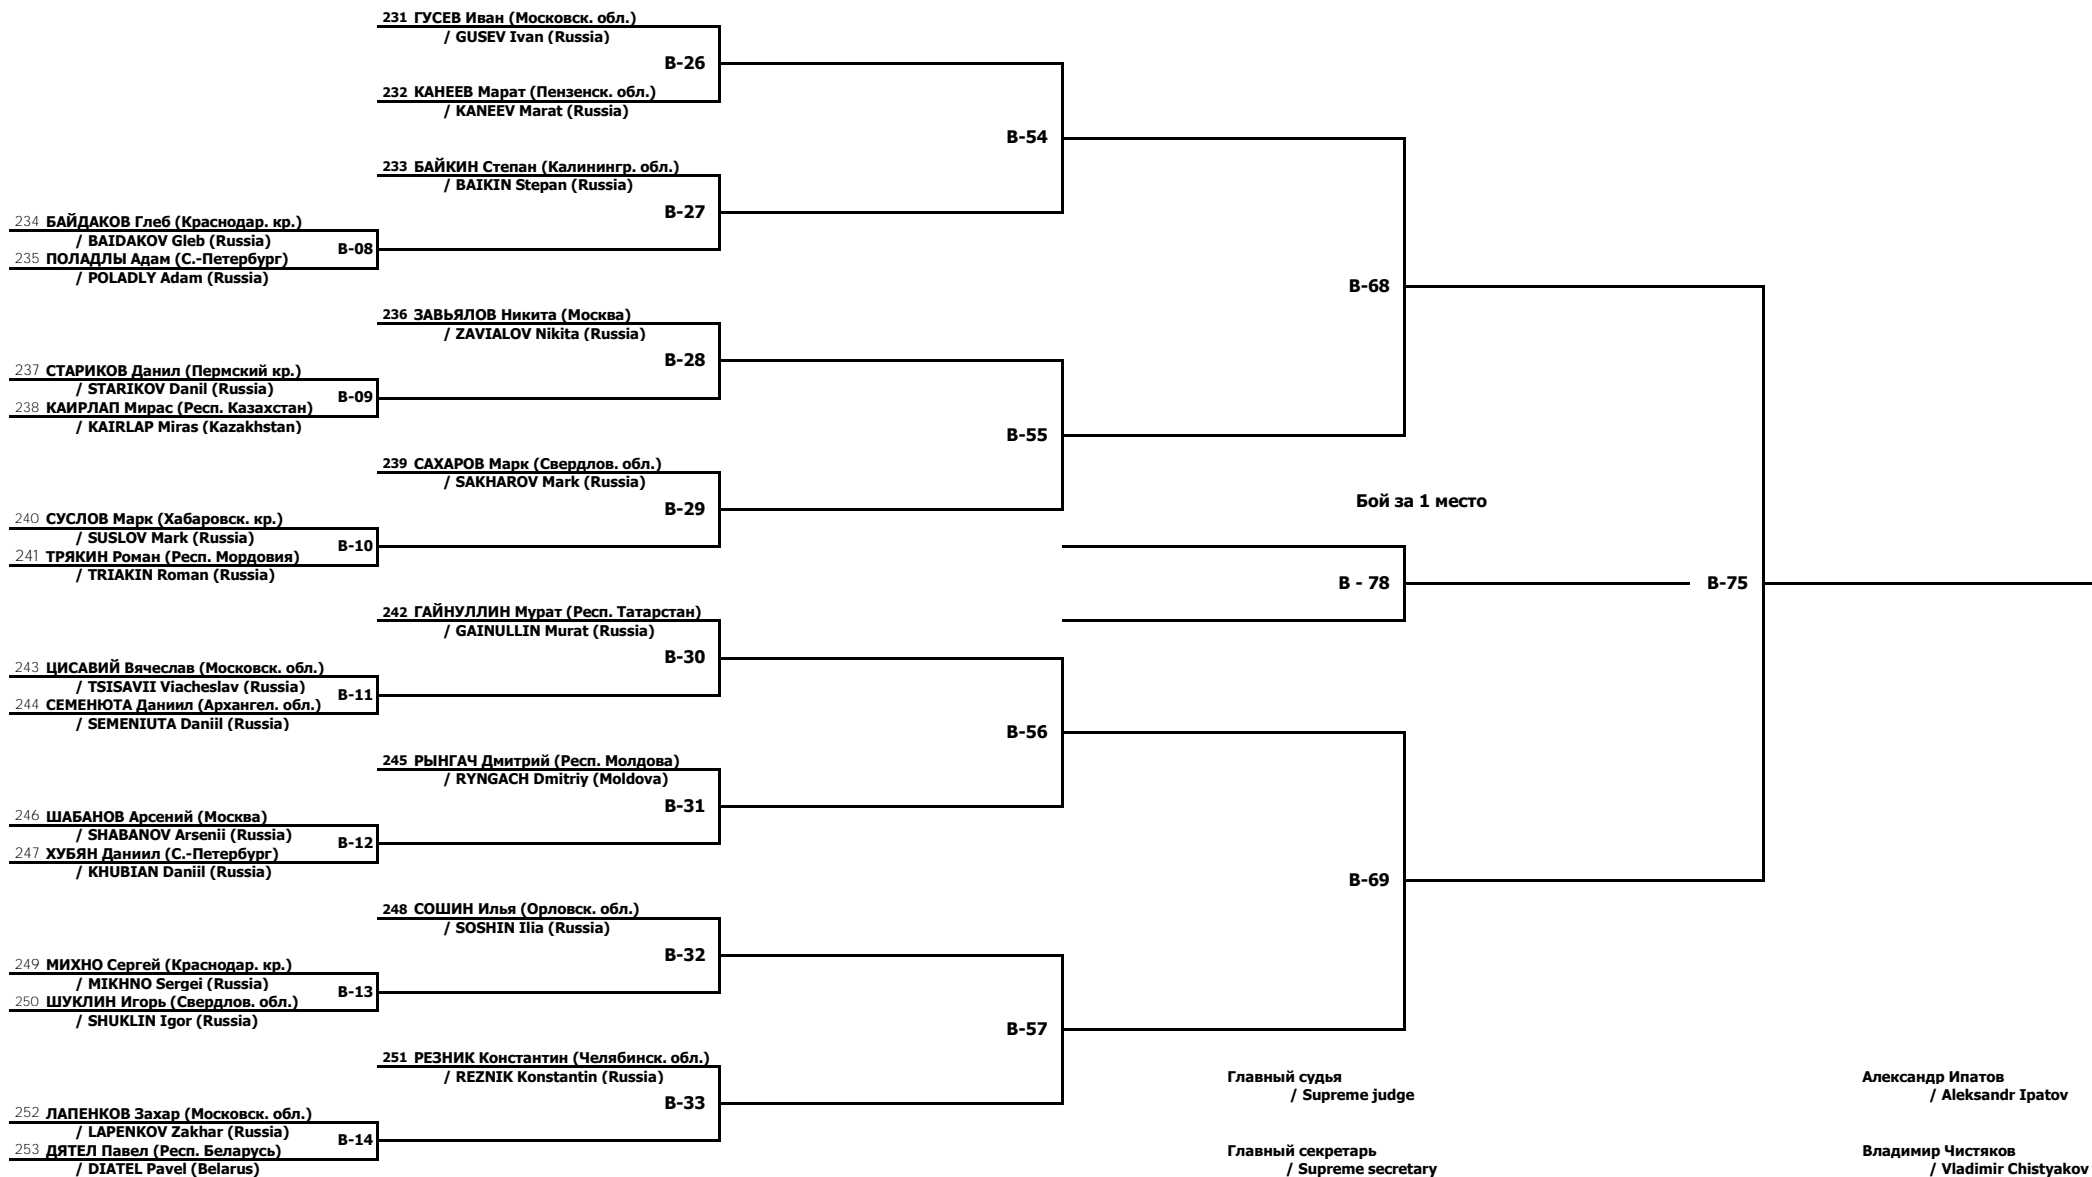 231 ГУСЕВ Иван (Московск. обл.)
/ GUSEV Ivan (Russia)
B-26
232 КАНЕЕВ Марат (Пензенск. обл.)
/ KANEEV Marat (Russia)
B-54
233 БАЙКИН Степан (Калинингр. обл.)
/ BAIKIN Stepan (Russia)
B-27
234 БАЙДАКОВ Глеб (Краснодар. кр.)
/ BAIDAKOV Gleb (Russia)
B-08
235 ПОЛАДЛЫ Адам (С.-Петербург)
/ POLADLY Adam (Russia)
B-68
236 ЗАВЬЯЛОВ Никита (Москва)
/ ZAVIALOV Nikita (Russia)
B-28
237 СТАРИКОВ Данил (Пермский кр.)
/ STARIKOV Danil (Russia)
B-09
238 КАИРЛАП Мирас (Респ. Казахстан)
/ KAIRLAP Miras (Kazakhstan)
B-55
239 САХАРОВ Марк (Свердлов. обл.)
/ SAKHAROV Mark (Russia)
Бой за 1 место
B-29
240 СУСЛОВ Марк (Хабаровск. кр.)
/ SUSLOV Mark (Russia)
B-10
241 ТРЯКИН Роман (Респ. Мордовия)
/ TRIAKIN Roman (Russia)
B - 78
B-75
242 ГАЙНУЛЛИН Мурат (Респ. Татарстан)
/ GAINULLIN Murat (Russia)
B-30
243 ЦИСАВИЙ Вячеслав (Московск. обл.)
/ TSISAVII Viacheslav (Russia)
B-11
244 СЕМЕНЮТА Даниил (Архангел. обл.)
/ SEMENIUTA Daniil (Russia)
B-56
245 РЫНГАЧ Дмитрий (Респ. Молдова)
/ RYNGACH Dmitriy (Moldova)
B-31
246 ШАБАНОВ Арсений (Москва)
/ SHABANOV Arsenii (Russia)
B-12
247 ХУБЯН Даниил (С.-Петербург)
/ KHUBIAN Daniil (Russia)
B-69
248 СОШИН Илья (Орловск. обл.)
/ SOSHIN Ilia (Russia)
B-32
249 МИХНО Сергей (Краснодар. кр.)
/ MIKHNO Sergei (Russia)
B-13
250 ШУКЛИН Игорь (Свердлов. обл.)
/ SHUKLIN Igor (Russia)
B-57
251 РЕЗНИК Константин (Челябинск. обл.)
/ REZNIK Konstantin (Russia)
B-33
252 ЛАПЕНКОВ Захар (Московск. обл.)
/ LAPENKOV Zakhar (Russia)
B-14
253 ДЯТЕЛ Павел (Респ. Беларусь)
/ DIATEL Pavel (Belarus)
Главный судья
/ Supreme judge
Александр Ипатов
/ Aleksandr Ipatov
Главный секретарь
/ Supreme secretary
Владимир Чистяков
/ Vladimir Chistyakov